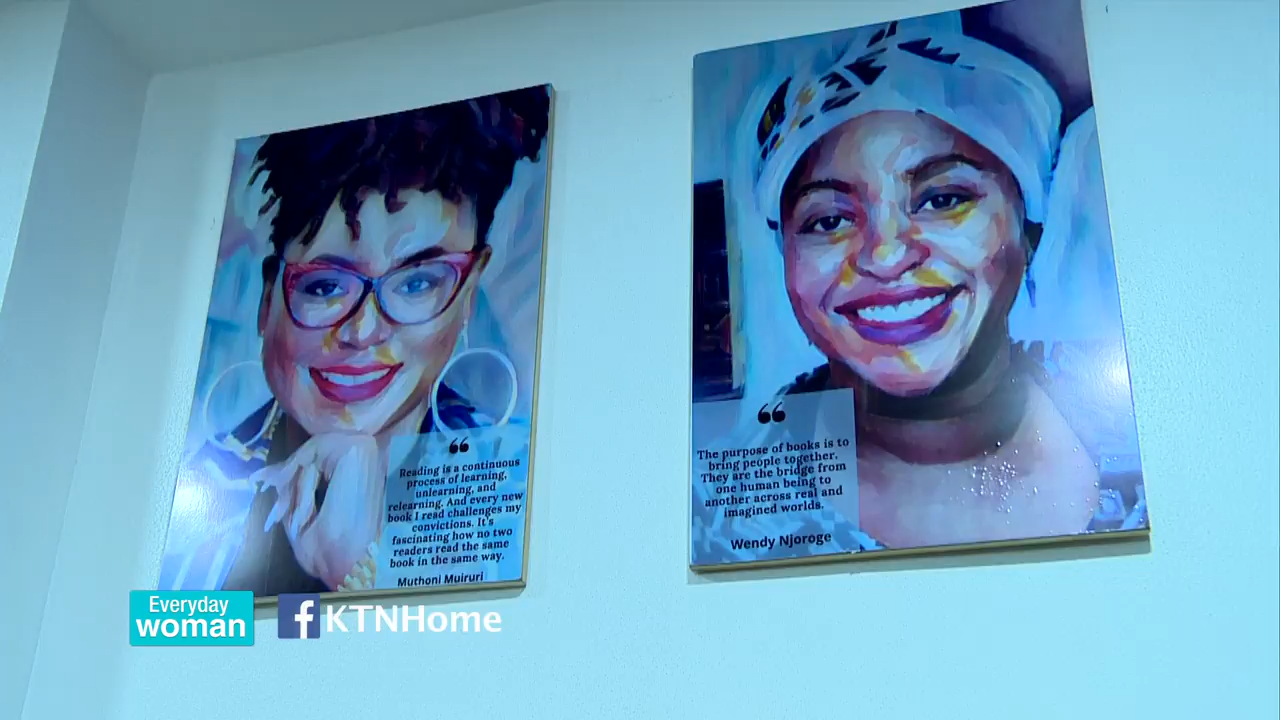 ❝
Reading is a continuous
process of learning,
unlearning, and
relearning. And every new
book I read challenges my
convictions. It's
fascinating how no two
readers read the same
book in the same way.
Muthoni Muiruri
❝
The purpose of books is to
bring people together.
They are the bridge from
one human being to
another across real and
imagined worlds.
Wendy Njoroge
Everyday
woman
f KTNHome